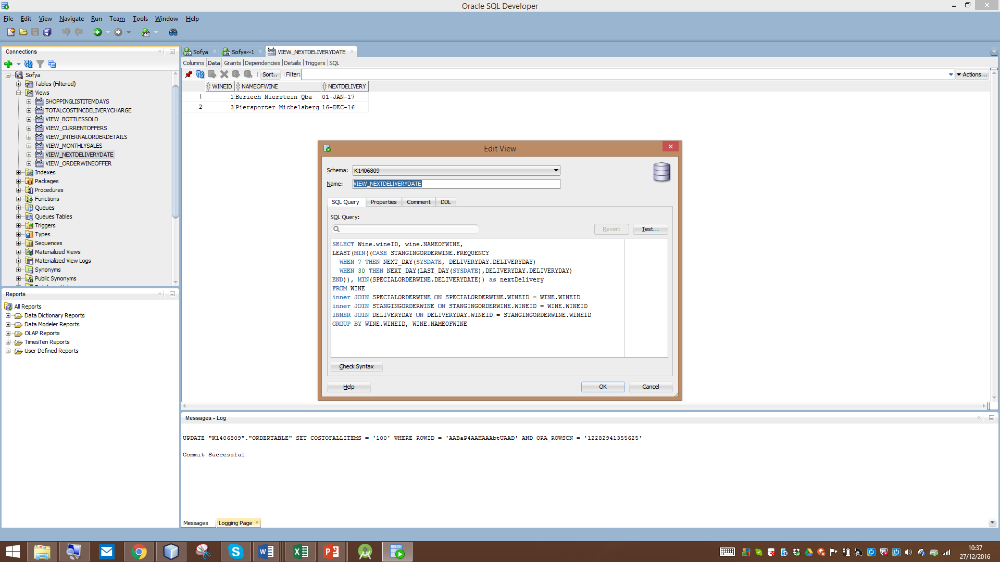 Oracle SQL Developer
File Edit View Navigate Run Team Tools Window Help
Connections
Sofya
Tables (Filtered)
Views
SHOPPINGLISTITEMDAYS
TOTALCOSTINCDELIVERYCHARGE
VIEW_BOTTLESSOLD
VIEW_CURRENTOFFERS
VIEW_INTERNALORDERDETAILS
VIEW_MONTHLYSALES
VIEW_NEXTDELIVERYDATE
VIEW_ORDERWINEOFFER
Indexes
Packages
Procedures
Functions
Queues
Queues Tables
Triggers
Types
Sequences
Materialized Views
Materialized View Logs
Synonyms
Public Synonyms
Reports
All Reports
Data Dictionary Reports
Data Modeler Reports
OLAP Reports
TimesTen Reports
User Defined Reports
Sofya Sofya~1 VIEW_NEXTDELIVERYDATE
Columns Data Grants Dependencies Details Triggers SQL
Sort.. Filter: Actions...
WINEID NAMEOFWINE NEXTDELIVERY
1 1 Beriech Nierstein Qba 01-JAN-17
2 3 Piersporter Michelsberg 16-DEC-16
Edit View
Schema: K1406809
Name: VIEW_NEXTDELIVERYDATE
SQL Query Properties Comment DDL
SQL Query:
Revert Test...
SELECT Wine.wineID, wine.NAMEOFWINE,
LEAST(MIN((CASE STANGINGORDERWINE.FREQUENCY
WHEN 7 THEN NEXT_DAY(SYSDATE, DELIVERYDAY.DELIVERYDAY)
WHEN 30 THEN NEXT_DAY(LAST_DAY(SYSDATE),DELIVERYDAY.DELIVERYDAY)
END)), MIN(SPECIALORDERWINE.DELIVERYDATE)) as nextDelivery
FROM WINE
inner JOIN SPECIALORDERWINE ON SPECIALORDERWINE.WINEID = WINE.WINEID
inner JOIN STANGINGORDERWINE ON STANGINGORDERWINE.WINEID = WINE.WINEID
INNER JOIN DELIVERYDAY ON DELIVERYDAY.WINEID = STANGINGORDERWINE.WINEID
GROUP BY WINE.WINEID, WINE.NAMEOFWINE
Check Syntax
Help OK Cancel
Messages - Log
UPDATE "K1406809"."ORDERTABLE" SET COSTOFALLITEMS = '100' WHERE ROWID = 'AABaP4AAHAAAbtUAAD' AND ORA_ROWSCN = '12282941355625'
Commit Successful
Messages Logging Page
10:37
27/12/2016